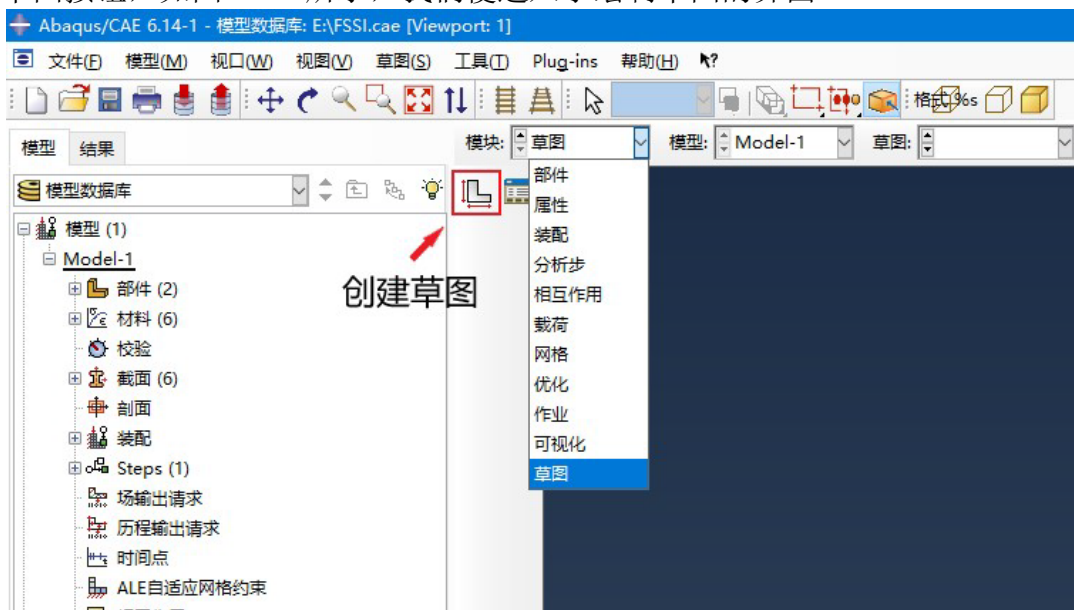 Abaqus/CAE 6.14-1 - 模型数据库: E:\FSSI.cae [Viewport: 1]
文件(F) 模型(M) 视口(W) 视图(V) 草图(S) 工具(T) Plug-ins 帮助(H)
格式%s
模型 结果 模块: 草图 模型: Model-1 草图:
模型数据库
部件
属性
装配
分析步
相互作用
载荷
网格
优化
作业
可视化
草图
创建草图
模型 (1)
Model-1
部件 (2)
材料 (6)
校验
截面 (6)
剖面
装配
Steps (1)
场输出请求
历程输出请求
时间点
ALE自适应网格约束